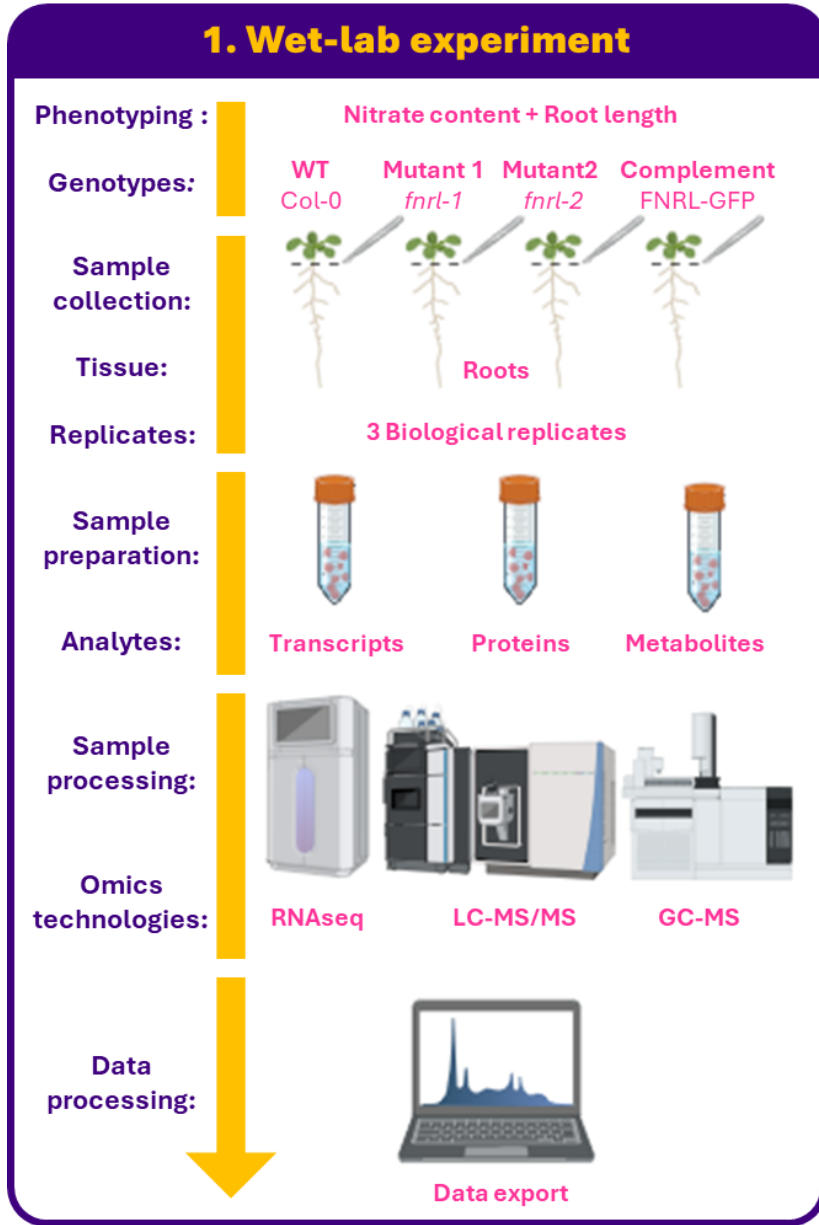 1. Wet-lab experiment
Phenotyping :
Nitrate content + Root length
Genotypes:
WT
Col-0
Mutant 1
fnrl-1
Mutant2
fnrl-2
Complement
FNRL-GFP
Sample
collection:
Tissue:
Roots
Replicates:
3 Biological replicates
Sample
preparation:
Analytes:
Transcripts
Proteins
Metabolites
Sample
processing:
Omics
technologies:
RNAseq
LC-MS/MS
GC-MS
Data
processing:
Data export